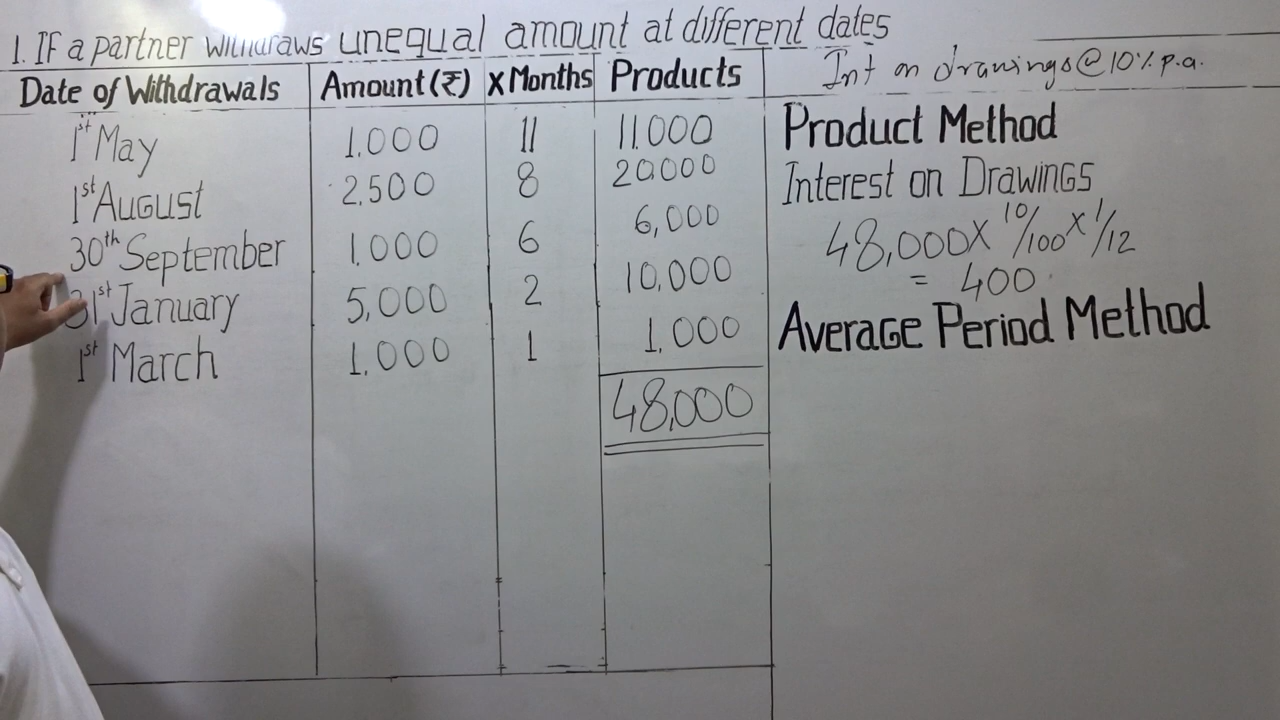 1. IF a partner withdraws unequal amount at different dates
Date of Withdrawals Amount (₹) X Months Products Int on drawings @ 10% p.a.
1st May 1,000 11 11,000
1st August 2,500 8 20,000
30th September 1,000 6 6,000
31st January 5,000 2 10,000
1st March 1,000 1 1,000
48,000
Product Method
Interest on Drawings
48,000 X 10/100 X 1/12
= 400
Average Period Method